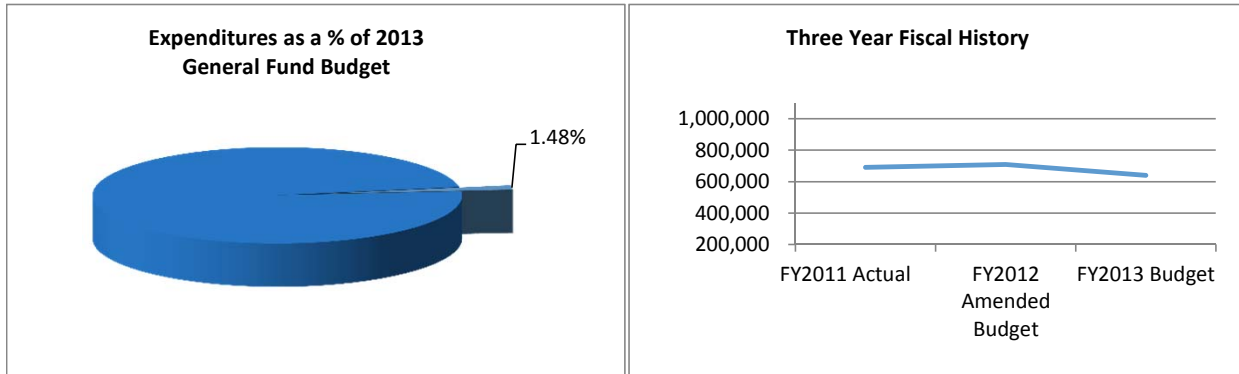 Expenditures as a % of 2013
General Fund Budget
1.48%
Three Year Fiscal History
1,000,000
800,000
600,000
400,000
200,000
FY2011 Actual
FY2012
Amended
Budget
FY2013 Budget